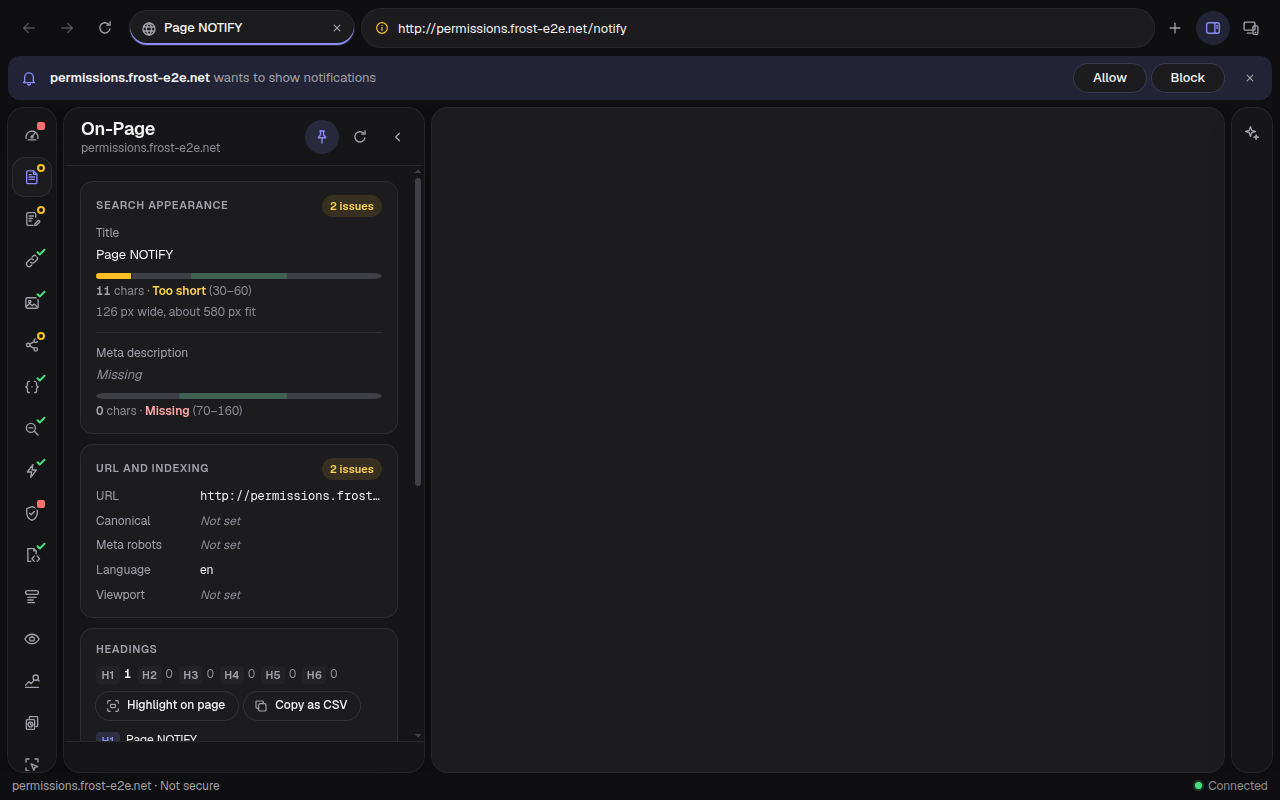 Page NOTIFY
http://permissions.frost-e2e.net/notify
permissions.frost-e2e.net wants to show notifications
Allow
Block
On-Page
permissions.frost-e2e.net
SEARCH APPEARANCE
2 issues
Title
Page NOTIFY
11 chars · Too short (30–60)
126 px wide, about 580 px fit
Meta description
Missing
0 chars · Missing (70–160)
URL AND INDEXING
2 issues
URL http://permissions.frost…
Canonical Not set
Meta robots Not set
Language en
Viewport Not set
HEADINGS
H1 1 H2 0 H3 0 H4 0 H5 0 H6 0
Highlight on page
Copy as CSV
H1 Page NOTIFY
permissions.frost-e2e.net · Not secure
Connected